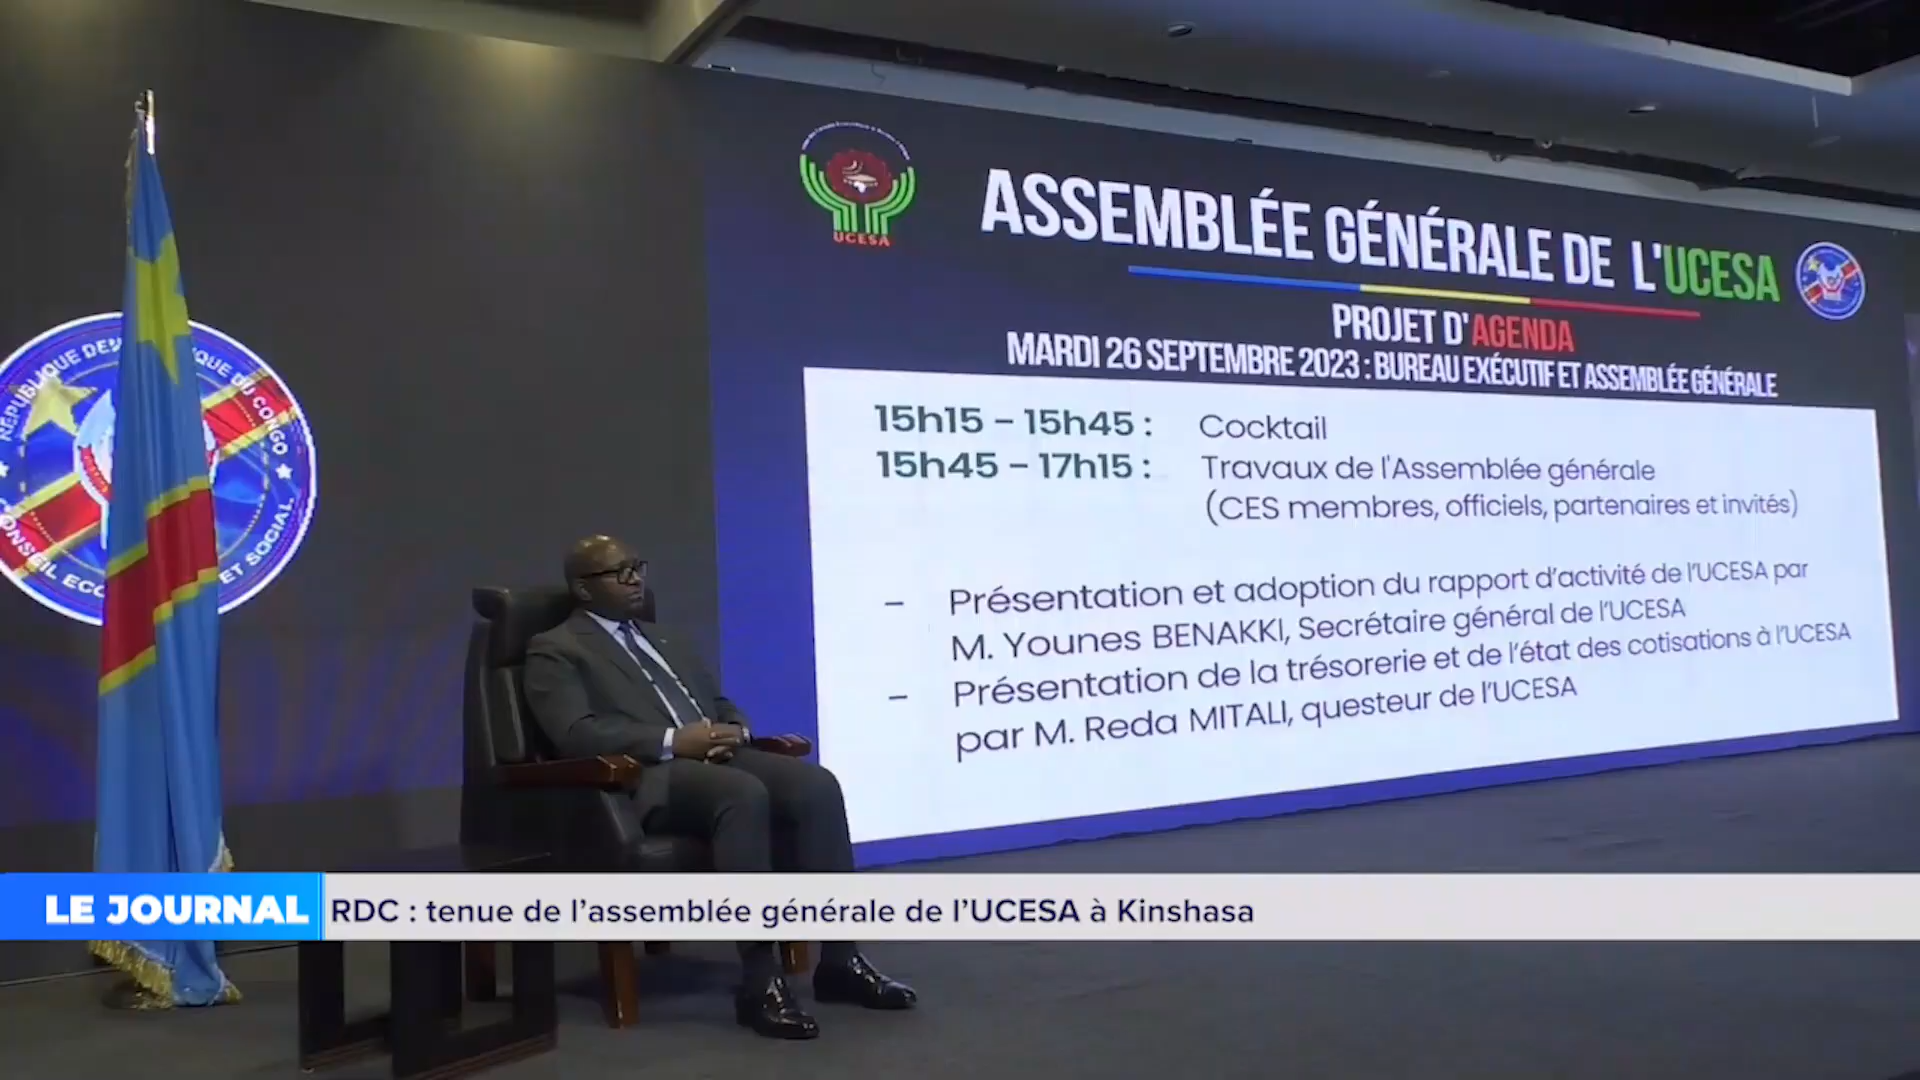 UCESA
ASSEMBLÉE GÉNÉRALE DE L'UCESA
PROJET D'AGENDA
MARDI 26 SEPTEMBRE 2023 : BUREAU EXÉCUTIF ET ASSEMBLÉE GÉNÉRALE
15h15 – 15h45 : Cocktail
15h45 – 17h15 : Travaux de l'Assemblée générale
(CES membres, officiels, partenaires et invités)
– Présentation et adoption du rapport d’activité de l’UCESA par
M. Younes BENAKKI, Secrétaire général de l’UCESA
– Présentation de la trésorerie et de l’état des cotisations à l’UCESA
par M. Reda MITALI, questeur de l’UCESA
DU CONGO
ET SOCIAL
LE JOURNAL
RDC : tenue de l’assemblée générale de l’UCESA à Kinshasa